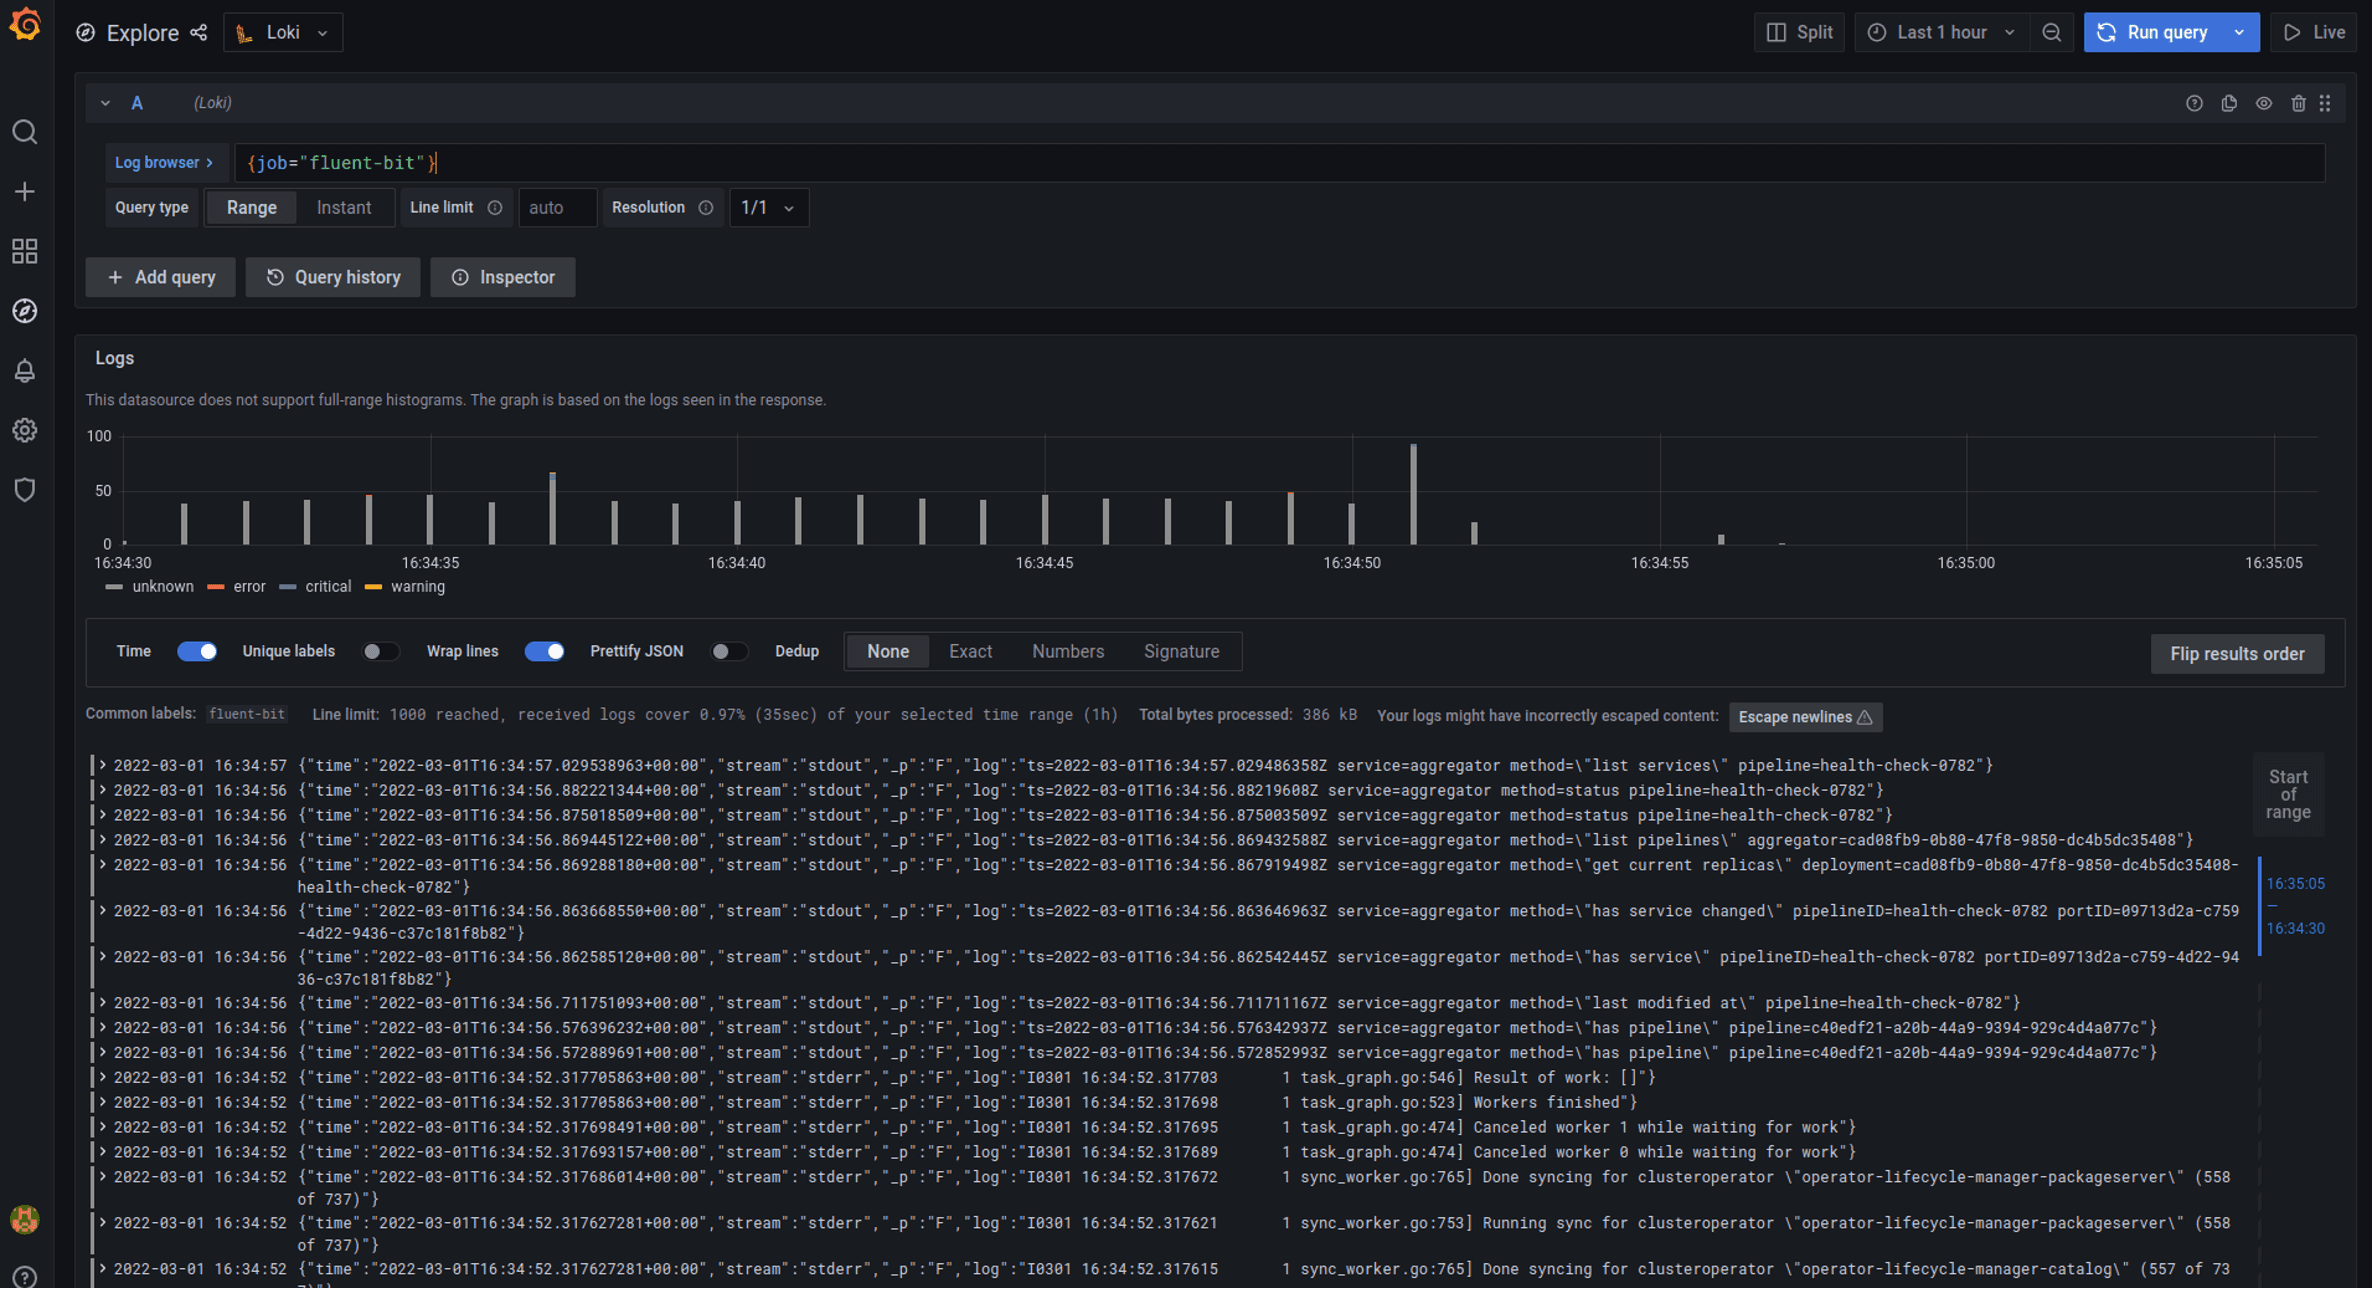 Explore Loki Split Last 1 hour Run query Live
A (Loki)
Log browser > {job="fluent-bit"}
Query type Range Instant Line limit auto Resolution 1/1
+ Add query Query history Inspector
Logs
This datasource does not support full-range histograms. The graph is based on the logs seen in the response.
100
50
0
16:34:30 16:34:35 16:34:40 16:34:45 16:34:50 16:34:55 16:35:00 16:35:05
unknown error critical warning
Time Unique labels Wrap lines Prettify JSON Dedup None Exact Numbers Signature Flip results order
Common labels: fluent-bit Line limit: 1000 reached, received logs cover 0.97% (35sec) of your selected time range (1h) Total bytes processed: 386 kB Your logs might have incorrectly escaped content: Escape newlines
> 2022-03-01 16:34:57 {"time":"2022-03-01T16:34:57.029538963+00:00","stream":"stdout","_p":"F","log":"ts=2022-03-01T16:34:57.029486358Z service=aggregator method=\"list services\" pipeline=health-check-0782"}
> 2022-03-01 16:34:56 {"time":"2022-03-01T16:34:56.882221344+00:00","stream":"stdout","_p":"F","log":"ts=2022-03-01T16:34:56.88219608Z service=aggregator method=status pipeline=health-check-0782"}
> 2022-03-01 16:34:56 {"time":"2022-03-01T16:34:56.875018509+00:00","stream":"stdout","_p":"F","log":"ts=2022-03-01T16:34:56.875003509Z service=aggregator method=status pipeline=health-check-0782"}
> 2022-03-01 16:34:56 {"time":"2022-03-01T16:34:56.869445122+00:00","stream":"stdout","_p":"F","log":"ts=2022-03-01T16:34:56.869432588Z service=aggregator method=\"list pipelines\" aggregator=cad08fb9-0b80-47f8-9850-dc4b5dc35408"}
> 2022-03-01 16:34:56 {"time":"2022-03-01T16:34:56.869288180+00:00","stream":"stdout","_p":"F","log":"ts=2022-03-01T16:34:56.867919498Z service=aggregator method=\"get current replicas\" deployment=cad08fb9-0b80-47f8-9850-dc4b5dc35408-
health-check-0782"}
> 2022-03-01 16:34:56 {"time":"2022-03-01T16:34:56.863668550+00:00","stream":"stdout","_p":"F","log":"ts=2022-03-01T16:34:56.863646963Z service=aggregator method=\"has service changed\" pipelineID=health-check-0782 portID=09713d2a-c759
-4d22-9436-c37c181f8b82"}
> 2022-03-01 16:34:56 {"time":"2022-03-01T16:34:56.862585120+00:00","stream":"stdout","_p":"F","log":"ts=2022-03-01T16:34:56.862542445Z service=aggregator method=\"has service\" pipelineID=health-check-0782 portID=09713d2a-c759-4d22-94
36-c37c181f8b82"}
> 2022-03-01 16:34:56 {"time":"2022-03-01T16:34:56.711751093+00:00","stream":"stdout","_p":"F","log":"ts=2022-03-01T16:34:56.711711167Z service=aggregator method=\"last modified at\" pipeline=health-check-0782"}
> 2022-03-01 16:34:56 {"time":"2022-03-01T16:34:56.576396232+00:00","stream":"stdout","_p":"F","log":"ts=2022-03-01T16:34:56.576342937Z service=aggregator method=\"has pipeline\" pipeline=c40edf21-a20b-44a9-9394-929c4d4a077c"}
> 2022-03-01 16:34:56 {"time":"2022-03-01T16:34:56.572889691+00:00","stream":"stdout","_p":"F","log":"ts=2022-03-01T16:34:56.572852993Z service=aggregator method=\"has pipeline\" pipeline=c40edf21-a20b-44a9-9394-929c4d4a077c"}
> 2022-03-01 16:34:52 {"time":"2022-03-01T16:34:52.317705863+00:00","stream":"stderr","_p":"F","log":"I0301 16:34:52.317703 1 task_graph.go:546] Result of work: []"}
> 2022-03-01 16:34:52 {"time":"2022-03-01T16:34:52.317705863+00:00","stream":"stderr","_p":"F","log":"I0301 16:34:52.317698 1 task_graph.go:523] Workers finished"}
> 2022-03-01 16:34:52 {"time":"2022-03-01T16:34:52.317698491+00:00","stream":"stderr","_p":"F","log":"I0301 16:34:52.317695 1 task_graph.go:474] Canceled worker 1 while waiting for work"}
> 2022-03-01 16:34:52 {"time":"2022-03-01T16:34:52.317693157+00:00","stream":"stderr","_p":"F","log":"I0301 16:34:52.317689 1 task_graph.go:474] Canceled worker 0 while waiting for work"}
> 2022-03-01 16:34:52 {"time":"2022-03-01T16:34:52.317686014+00:00","stream":"stderr","_p":"F","log":"I0301 16:34:52.317672 1 sync_worker.go:765] Done syncing for clusteroperator \"operator-lifecycle-manager-packageserver\" (558
of 737)"}
> 2022-03-01 16:34:52 {"time":"2022-03-01T16:34:52.317627281+00:00","stream":"stderr","_p":"F","log":"I0301 16:34:52.317621 1 sync_worker.go:753] Running sync for clusteroperator \"operator-lifecycle-manager-packageserver\" (558
of 737)"}
> 2022-03-01 16:34:52 {"time":"2022-03-01T16:34:52.317627281+00:00","stream":"stderr","_p":"F","log":"I0301 16:34:52.317615 1 sync_worker.go:765] Done syncing for clusteroperator \"operator-lifecycle-manager-catalog\" (557 of 73
Start
of
range
16:35:05
—
16:34:30